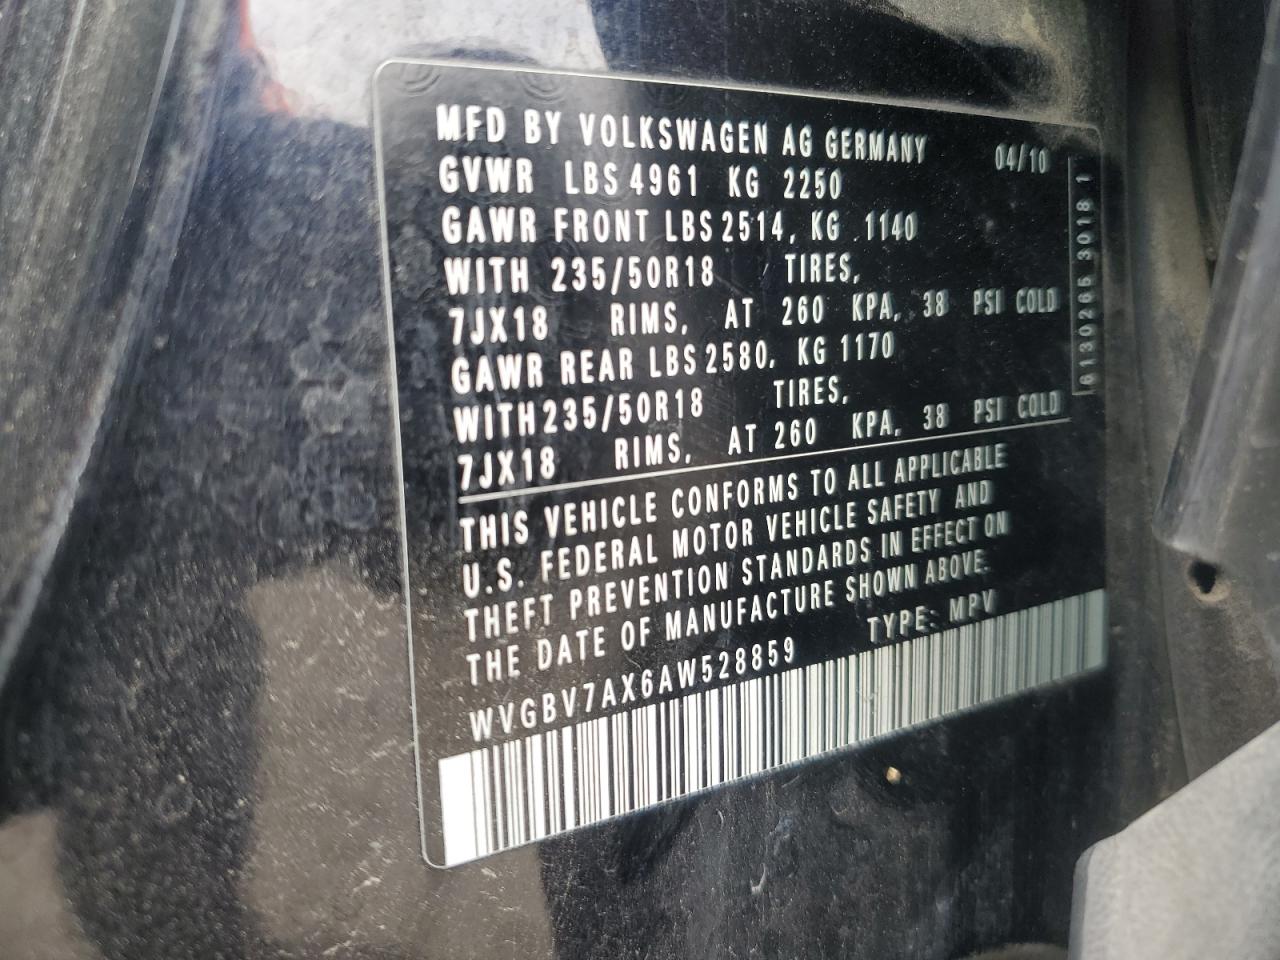 MFD BY VOLKSWAGEN AG GERMANY 04/10
GVWR LBS 4961 KG 2250
GAWR FRONT LBS 2514, KG 1140
WITH 235/50R18 TIRES,
7JX18 RIMS, AT 260 KPA, 38 PSI COLD
GAWR REAR LBS 2580, KG 1170
WITH 235/50R18 TIRES,
7JX18 RIMS, AT 260 KPA, 38 PSI COLD
THIS VEHICLE CONFORMS TO ALL APPLICABLE
U.S. FEDERAL MOTOR VEHICLE SAFETY AND
THEFT PREVENTION STANDARDS IN EFFECT ON
THE DATE OF MANUFACTURE SHOWN ABOVE.
WVGBV7AX6AW528859 TYPE: MPV
6130265 3018 1